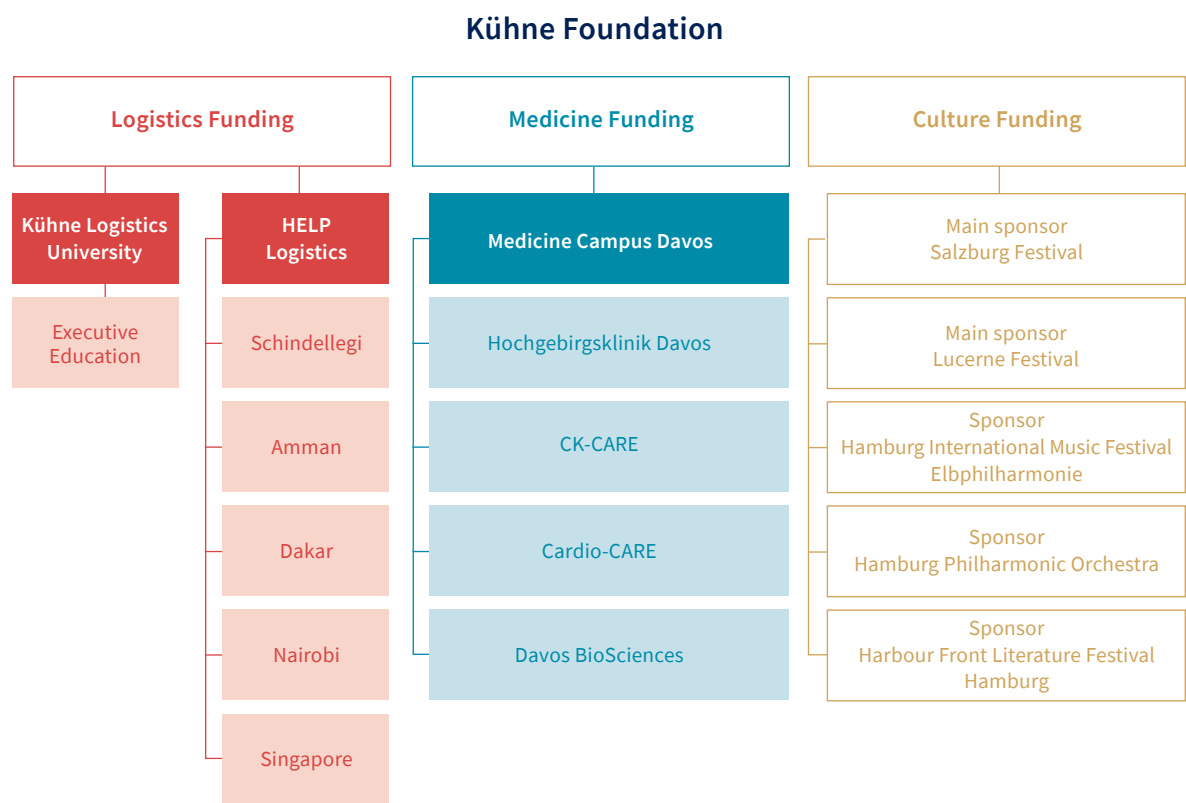 Kühne Foundation
Logistics Funding
Kühne Logistics
University
Executive
Education
HELP
Logistics
Schindellegi
Amman
Dakar
Nairobi
Singapore
Medicine Funding
Medicine Campus Davos
Hochgebirgsklinik Davos
CK-CARE
Cardio-CARE
Davos BioSciences
Culture Funding
Main sponsor
Salzburg Festival
Main sponsor
Lucerne Festival
Sponsor
Hamburg International Music Festival
Elbphilharmonie
Sponsor
Hamburg Philharmonic Orchestra
Sponsor
Harbour Front Literature Festival
Hamburg